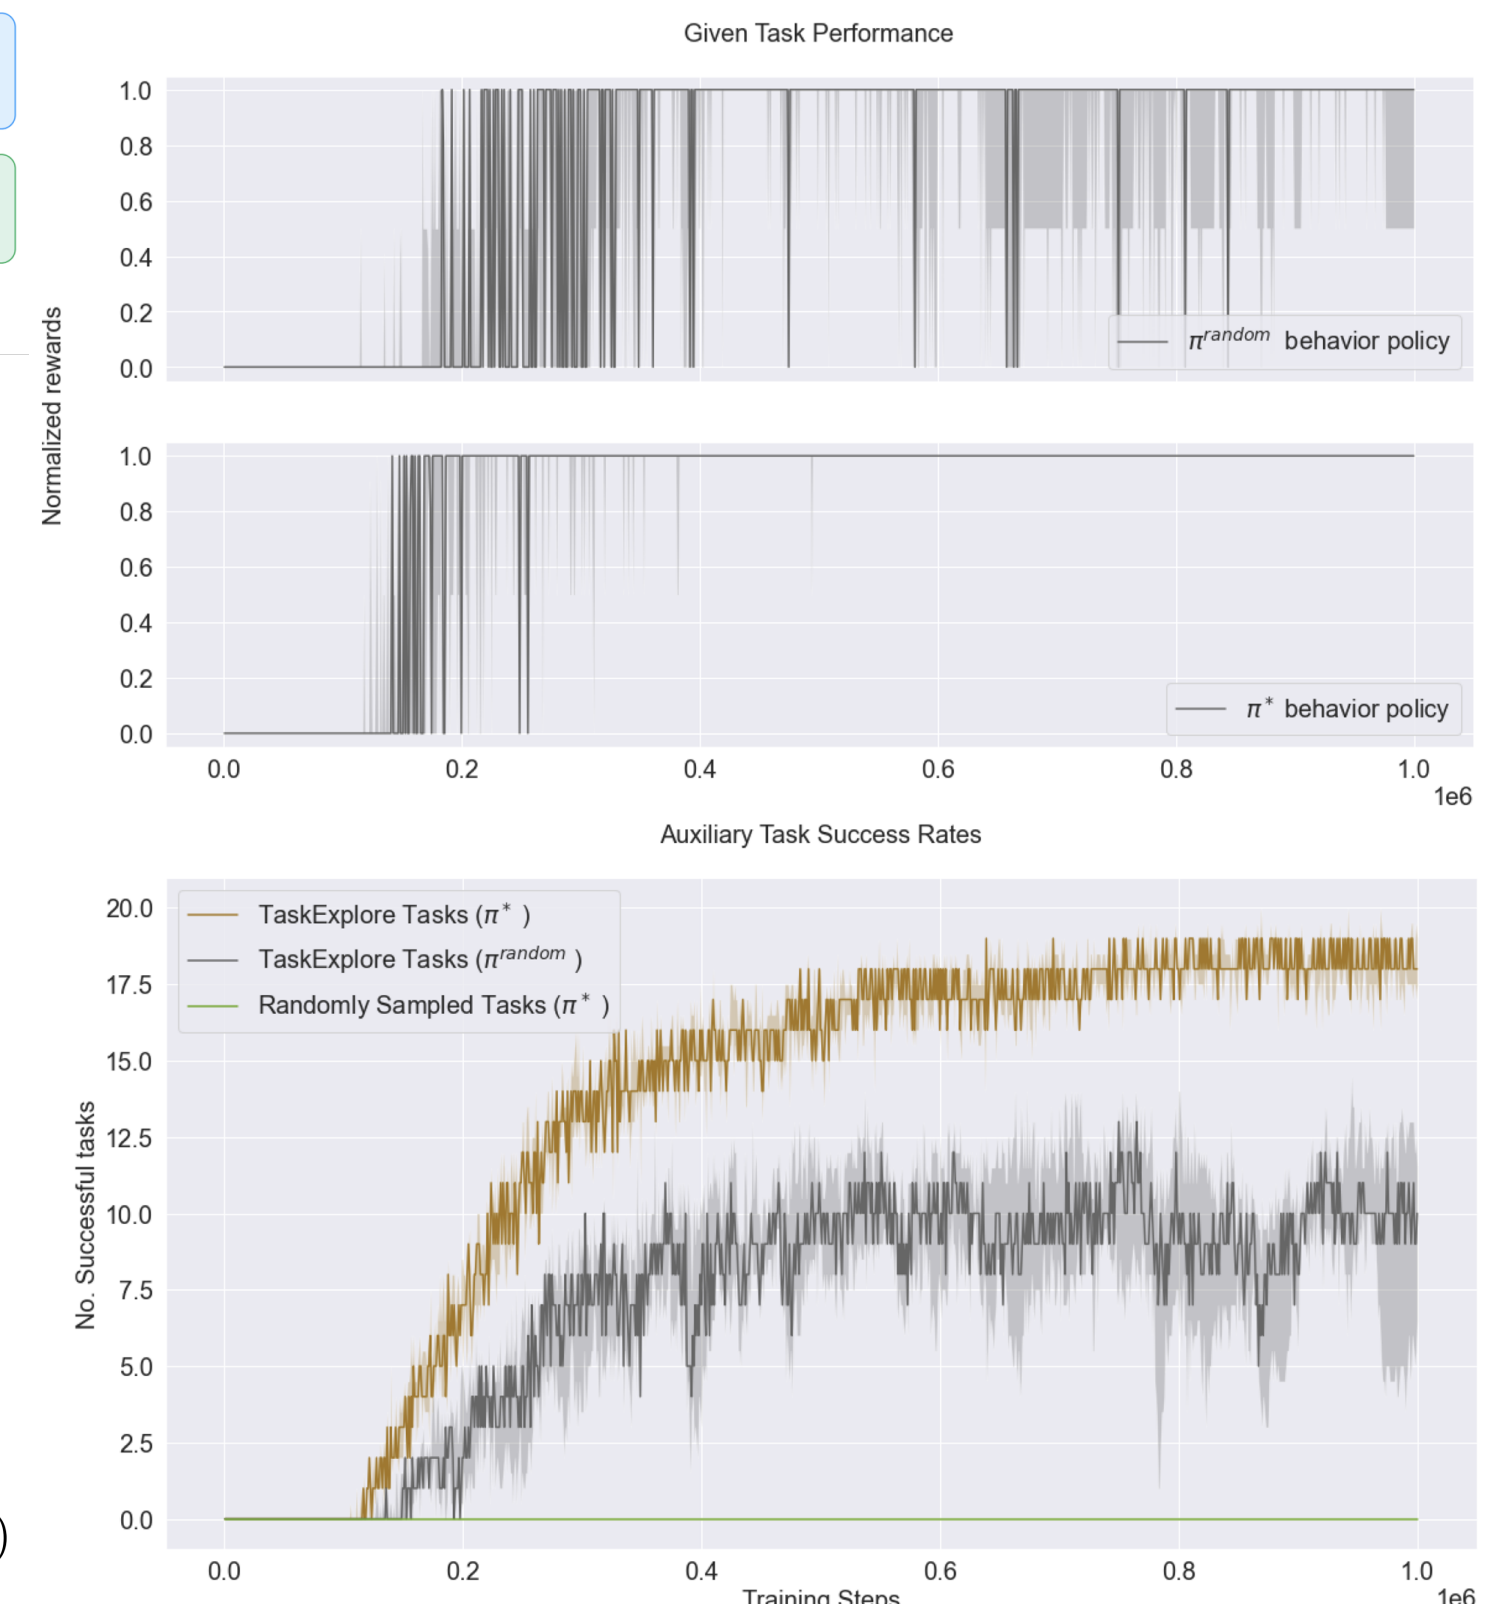 Given Task Performance
1.0
0.8
0.6
0.4
0.2
0.0
π^random behavior policy
Normalized rewards
1.0
0.8
0.6
0.4
0.2
0.0
π* behavior policy
0.0 0.2 0.4 0.6 0.8 1.0
1e6
Auxiliary Task Success Rates
20.0
17.5
15.0
12.5
10.0
7.5
5.0
2.5
0.0
TaskExplore Tasks (π* )
TaskExplore Tasks (π^random )
Randomly Sampled Tasks (π* )
No. Successful tasks
)
0.0 0.2 0.4 0.6 0.8 1.0
Training Steps
1e6